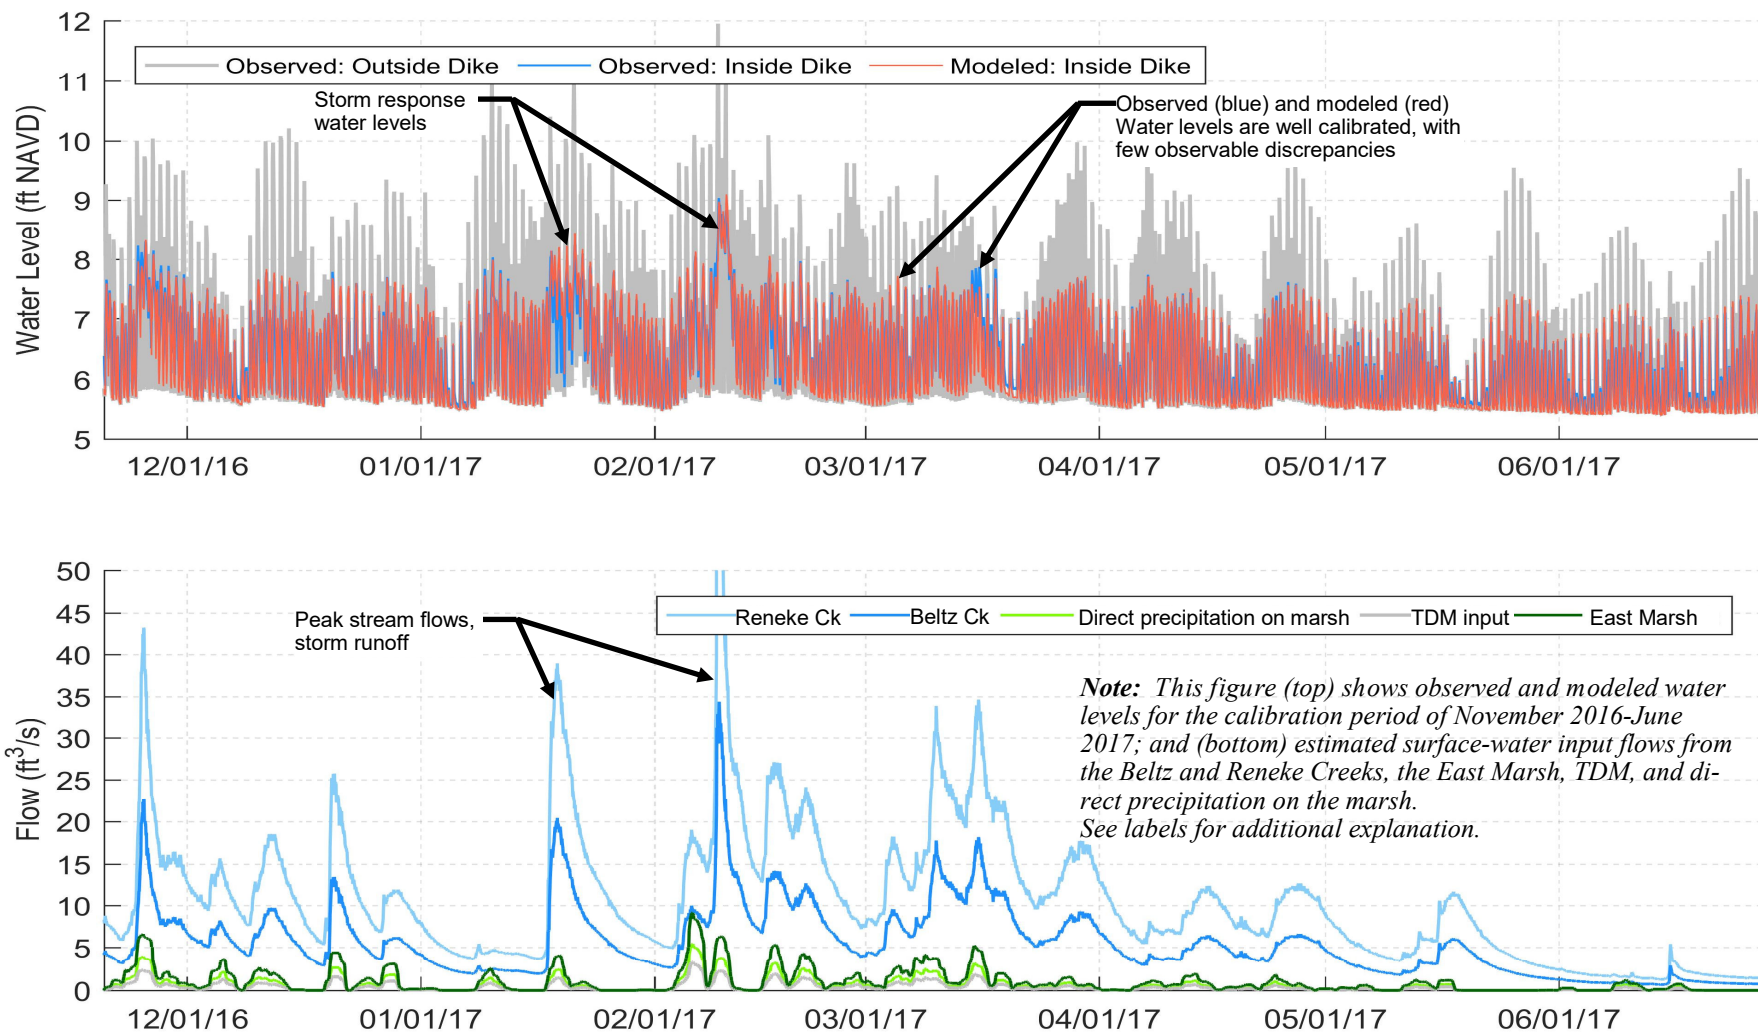 12
11
10
9
8
7
6
5
Water Level (ft NAVD)
Observed: Outside Dike Observed: Inside Dike Modeled: Inside Dike
Storm response
water levels
Observed (blue) and modeled (red)
Water levels are well calibrated, with
few observable discrepancies
12/01/16 01/01/17 02/01/17 03/01/17 04/01/17 05/01/17 06/01/17
50
45
40
35
30
25
20
15
10
5
0
Flow (ft³/s)
Reneke Ck Beltz Ck Direct precipitation on marsh TDM input East Marsh
Peak stream flows,
storm runoff
Note: This figure (top) shows observed and modeled water
levels for the calibration period of November 2016-June
2017; and (bottom) estimated surface-water input flows from
the Beltz and Reneke Creeks, the East Marsh, TDM, and di-
rect precipitation on the marsh.
See labels for additional explanation.
12/01/16 01/01/17 02/01/17 03/01/17 04/01/17 05/01/17 06/01/17